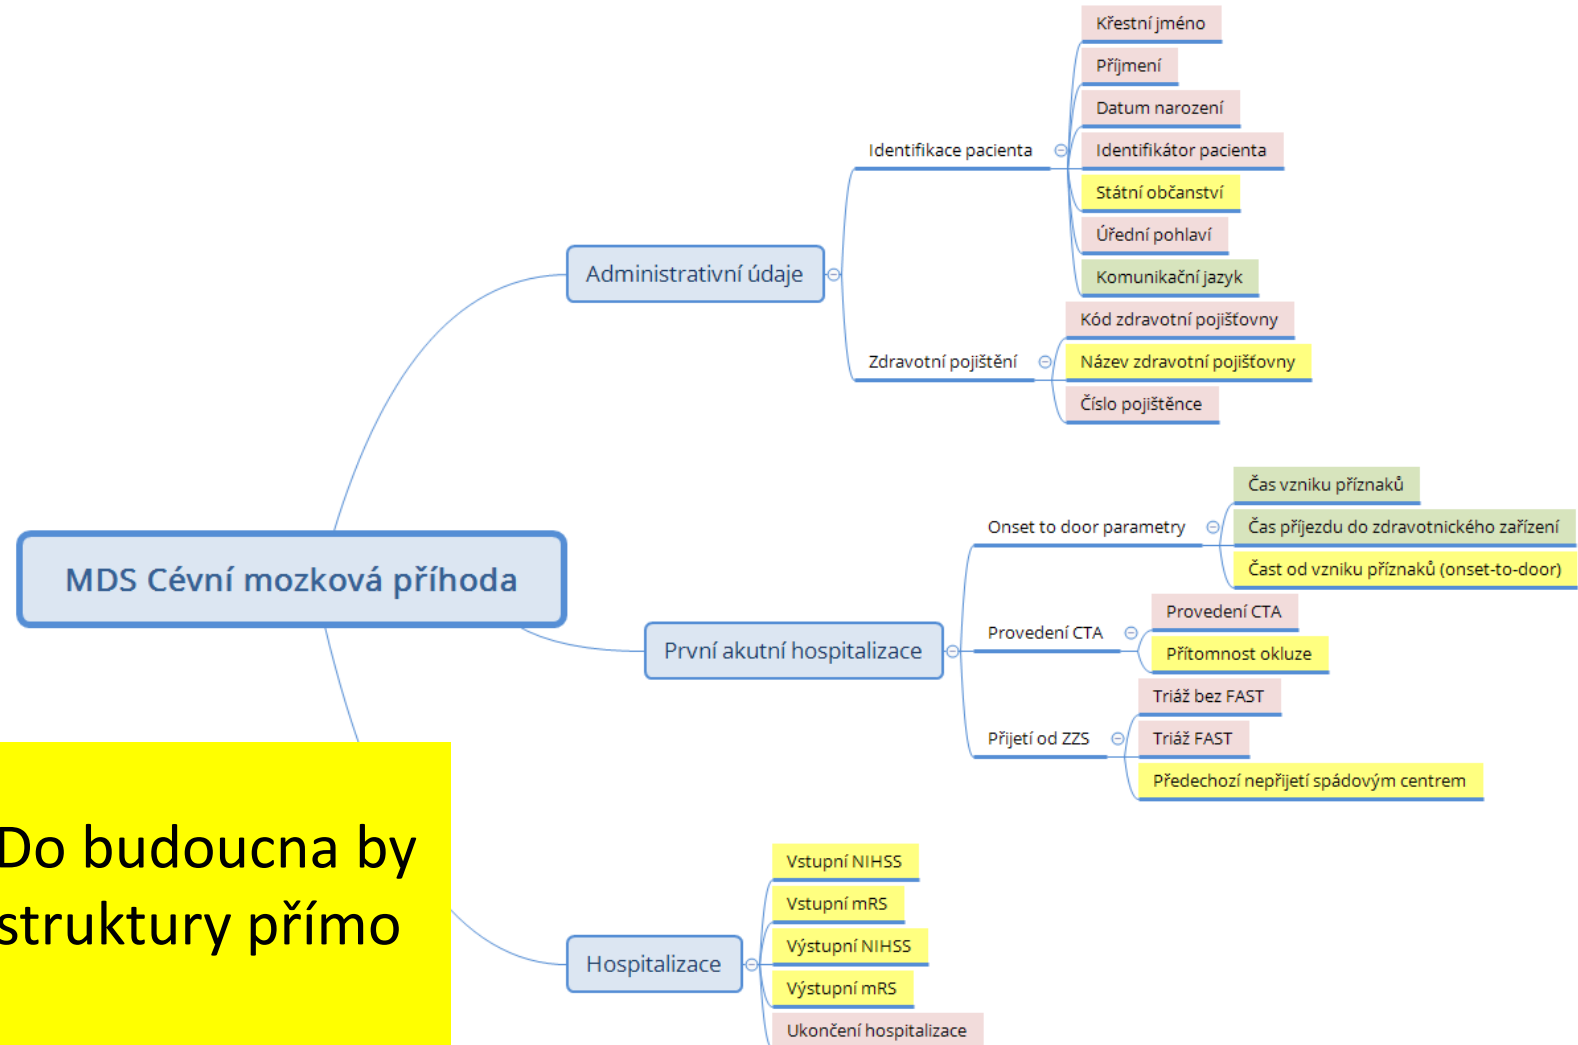 Křestní jméno
Příjmení
Datum narození
Identifikace pacienta
Identifikátor pacienta
Státní občanství
Úřední pohlaví
Administrativní údaje
Komunikační jazyk
Kód zdravotní pojišťovny
Zdravotní pojištění
Název zdravotní pojišťovny
Číslo pojištěnce
Čas vzniku příznaků
Onset to door parametry
Čas příjezdu do zdravotnického zařízení
Část od vzniku příznaků (onset-to-door)
MDS Cévní mozková příhoda
Provedení CTA
Provedení CTA
První akutní hospitalizace
Přítomnost okluze
Triáž bez FAST
Přijetí od ZZS
Triáž FAST
Předechozí nepřijetí spádovým centrem
Do budoucna by
struktury přímo
Vstupní NIHSS
Vstupní mRS
Výstupní NIHSS
Hospitalizace
Výstupní mRS
Ukončení hospitalizace